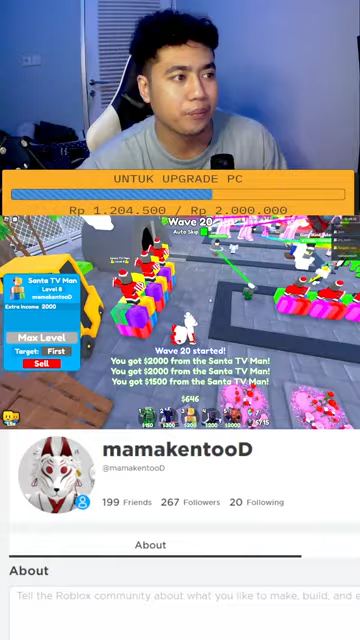 UNTUK UPGRADE PC
Rp 1.204.500 / Rp 2.000.000
Wave 20
Auto Skip
Santa TV Man
Level 8
mamakentooD
Extra Income 2000
Max Level
Target: First
Sell
Wave 20 started!
You got $2000 from the Santa TV Man!
You got $2000 from the Santa TV Man!
You got $1500 from the Santa TV Man!
$646
mamakentooD
@mamakentooD
199 Friends 267 Followers 20 Following
About
About
Tell the Roblox community about what you like to make, build, and e